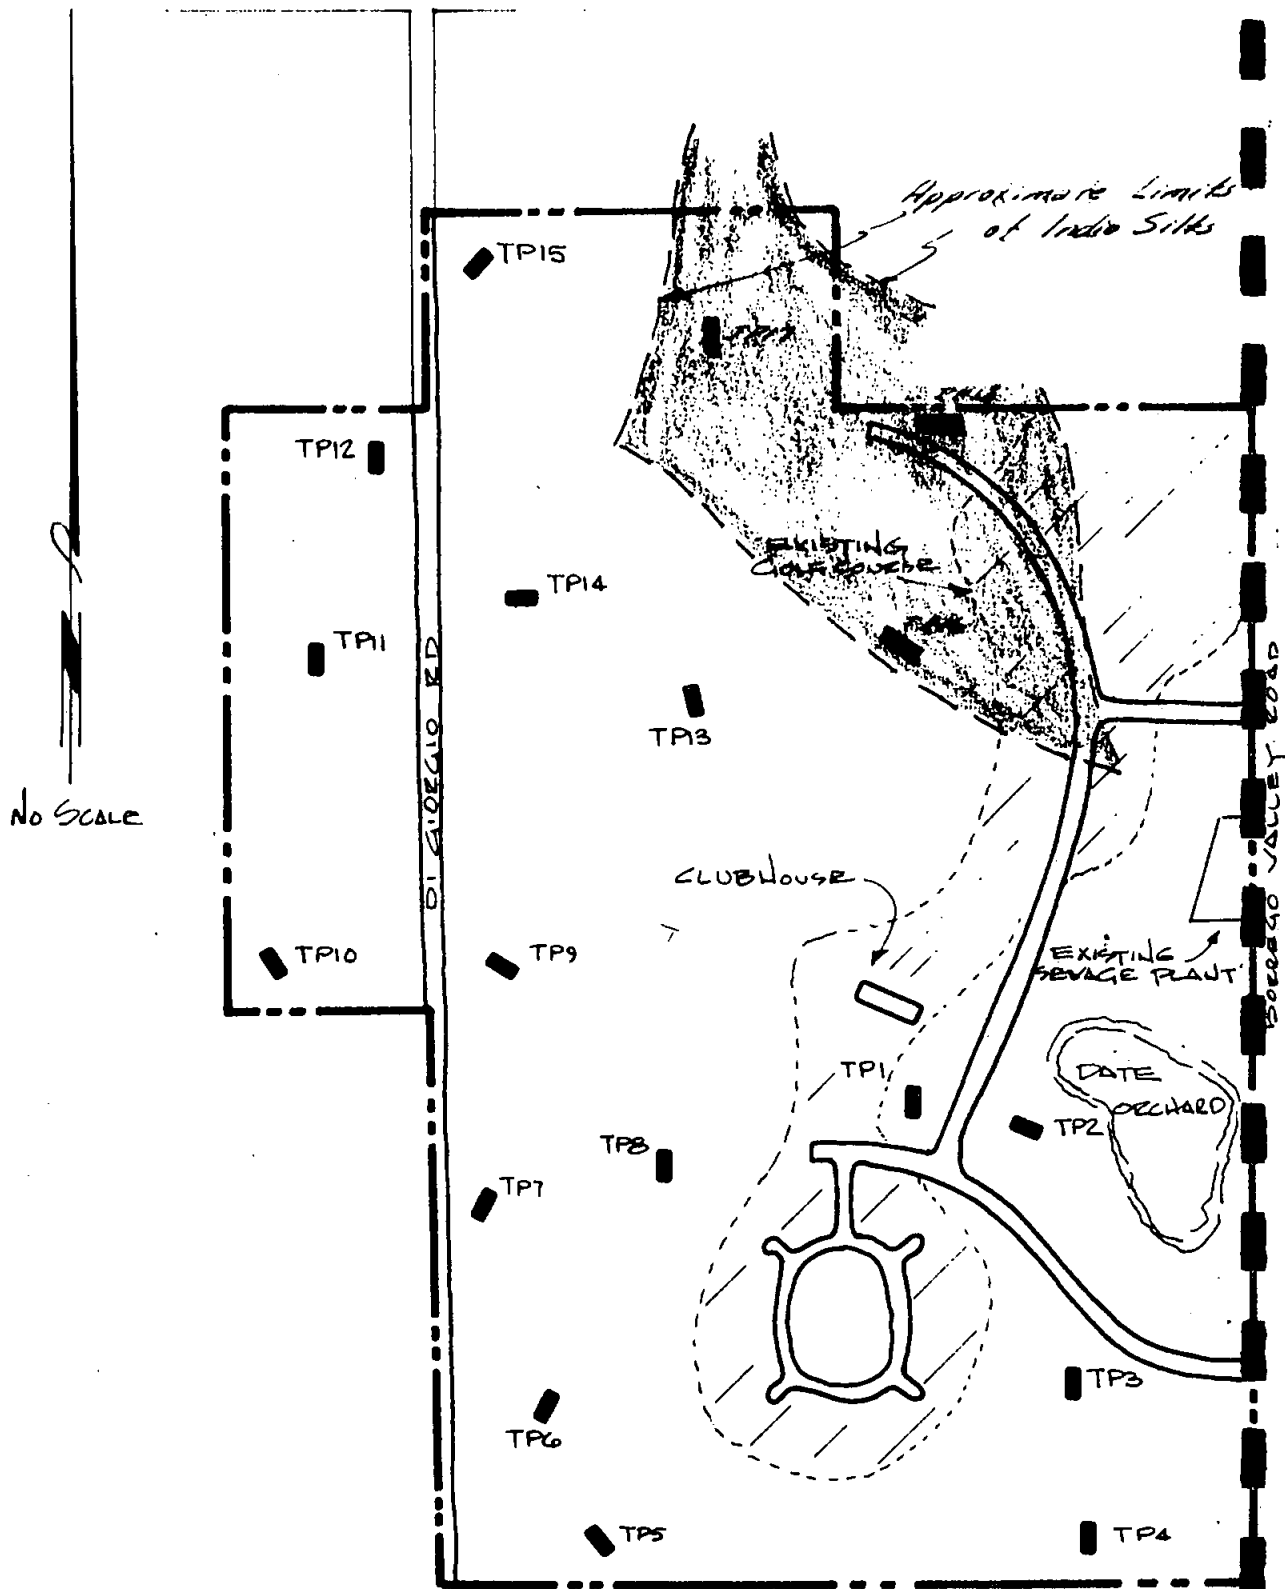 Approximate Limits
of Indio Silts
TP15
TP12
EXISTING
GOLF COURSE
TP14
TP11
DI GIORGIO RD
TP13
BORREGO VALLEY ROAD
NO SCALE
CLUBHOUSE
TP10
TP9
EXISTING
SEWAGE PLANT
TP1
DATE
ORCHARD
TP2
TP8
TP7
TP3
TP6
TP5
TP4